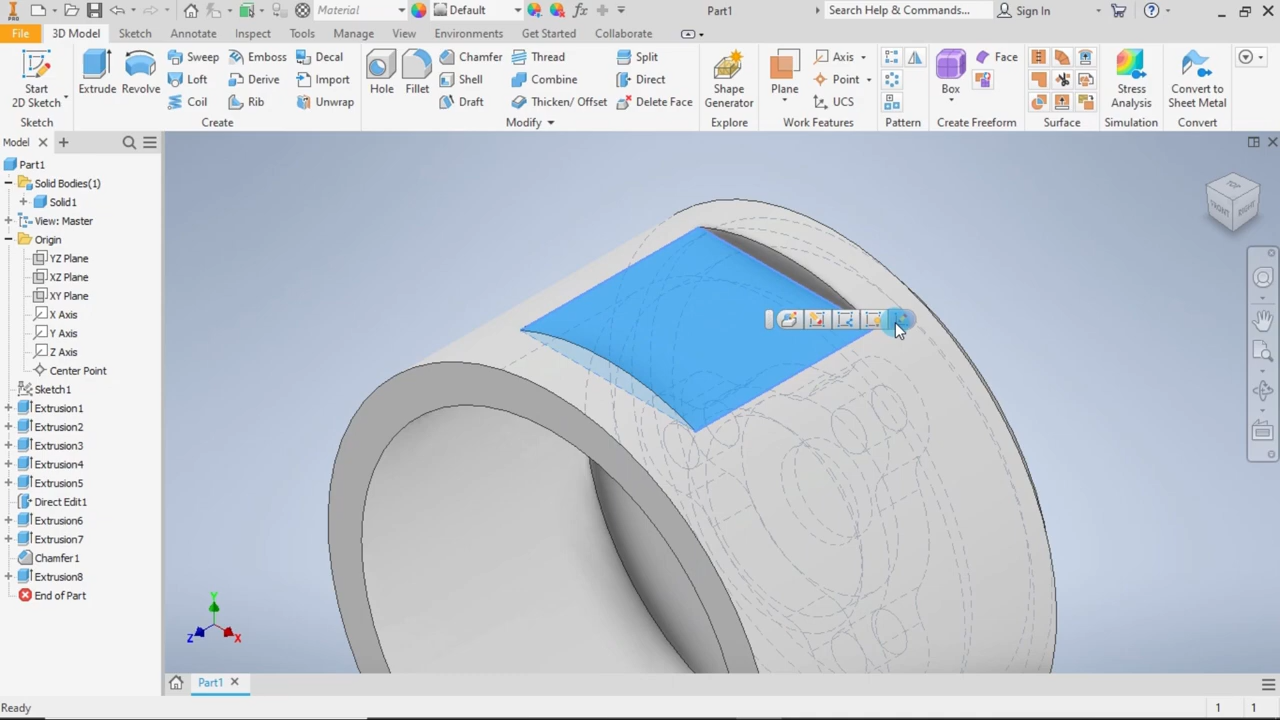 PRO
Material
Default
Part1
Search Help & Commands...
Sign In
File
3D Model
Sketch
Annotate
Inspect
Tools
Manage
View
Environments
Get Started
Collaborate
Start
2D Sketch
Sketch
Extrude
Revolve
Sweep
Loft
Coil
Emboss
Derive
Rib
Decal
Import
Unwrap
Create
Hole
Fillet
Chamfer
Shell
Draft
Thread
Combine
Thicken/ Offset
Split
Direct
Delete Face
Modify
Shape
Generator
Explore
Plane
Axis
Point
UCS
Work Features
Pattern
Box
Face
Create Freeform
Surface
Stress
Analysis
Simulation
Convert to
Sheet Metal
Convert
Model
Part1
Solid Bodies(1)
Solid1
View: Master
Origin
YZ Plane
XZ Plane
XY Plane
X Axis
Y Axis
Z Axis
Center Point
Sketch1
Extrusion1
Extrusion2
Extrusion3
Extrusion4
Extrusion5
Direct Edit1
Extrusion6
Extrusion7
Chamfer1
Extrusion8
End of Part
TOP
FRONT
RIGHT
Y
Z
X
Part1
Ready
1
1